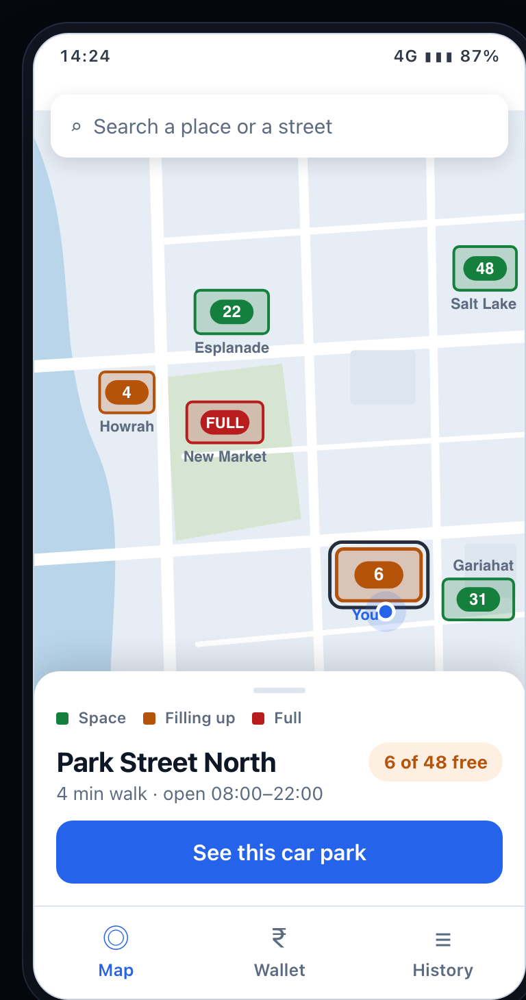 14:24 4G 87%
Search a place or a street
48
Salt Lake
22
Esplanade
4
Howrah
FULL
New Market
6
Gariahat
31
You
Space Filling up Full
Park Street North 6 of 48 free
4 min walk · open 08:00–22:00
See this car park
₹
Map Wallet History